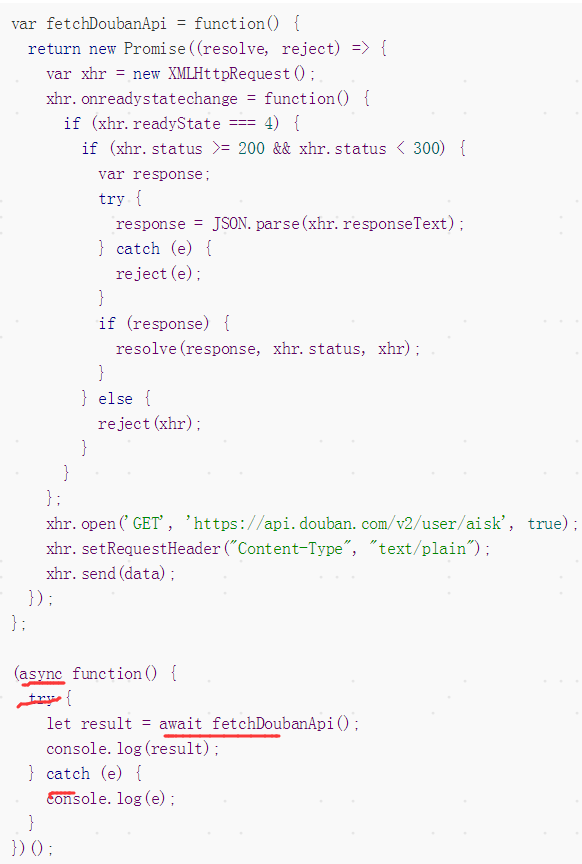 var fetchDoubanApi = function() {
  return new Promise((resolve, reject) => {
    var xhr = new XMLHttpRequest();
    xhr.onreadystatechange = function() {
      if (xhr.readyState === 4) {
        if (xhr.status >= 200 && xhr.status < 300) {
          var response;
          try {
            response = JSON.parse(xhr.responseText);
          } catch (e) {
            reject(e);
          }
          if (response) {
            resolve(response, xhr.status, xhr);
          }
        } else {
          reject(xhr);
        }
      }
    };
    xhr.open('GET', 'https://api.douban.com/v2/user/aisk', true);
    xhr.setRequestHeader("Content-Type", "text/plain");
    xhr.send(data);
  });
};
(async function() {
  try {
    let result = await fetchDoubanApi();
    console.log(result);
  } catch (e) {
    console.log(e);
  }
})();